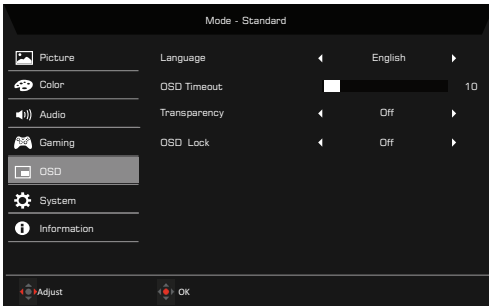 Mode - Standard
Picture
Language English
Color
OSD Timeout 10
Audio
Transparency Off
Gaming
OSD Lock Off
OSD
System
Information
Adjust OK